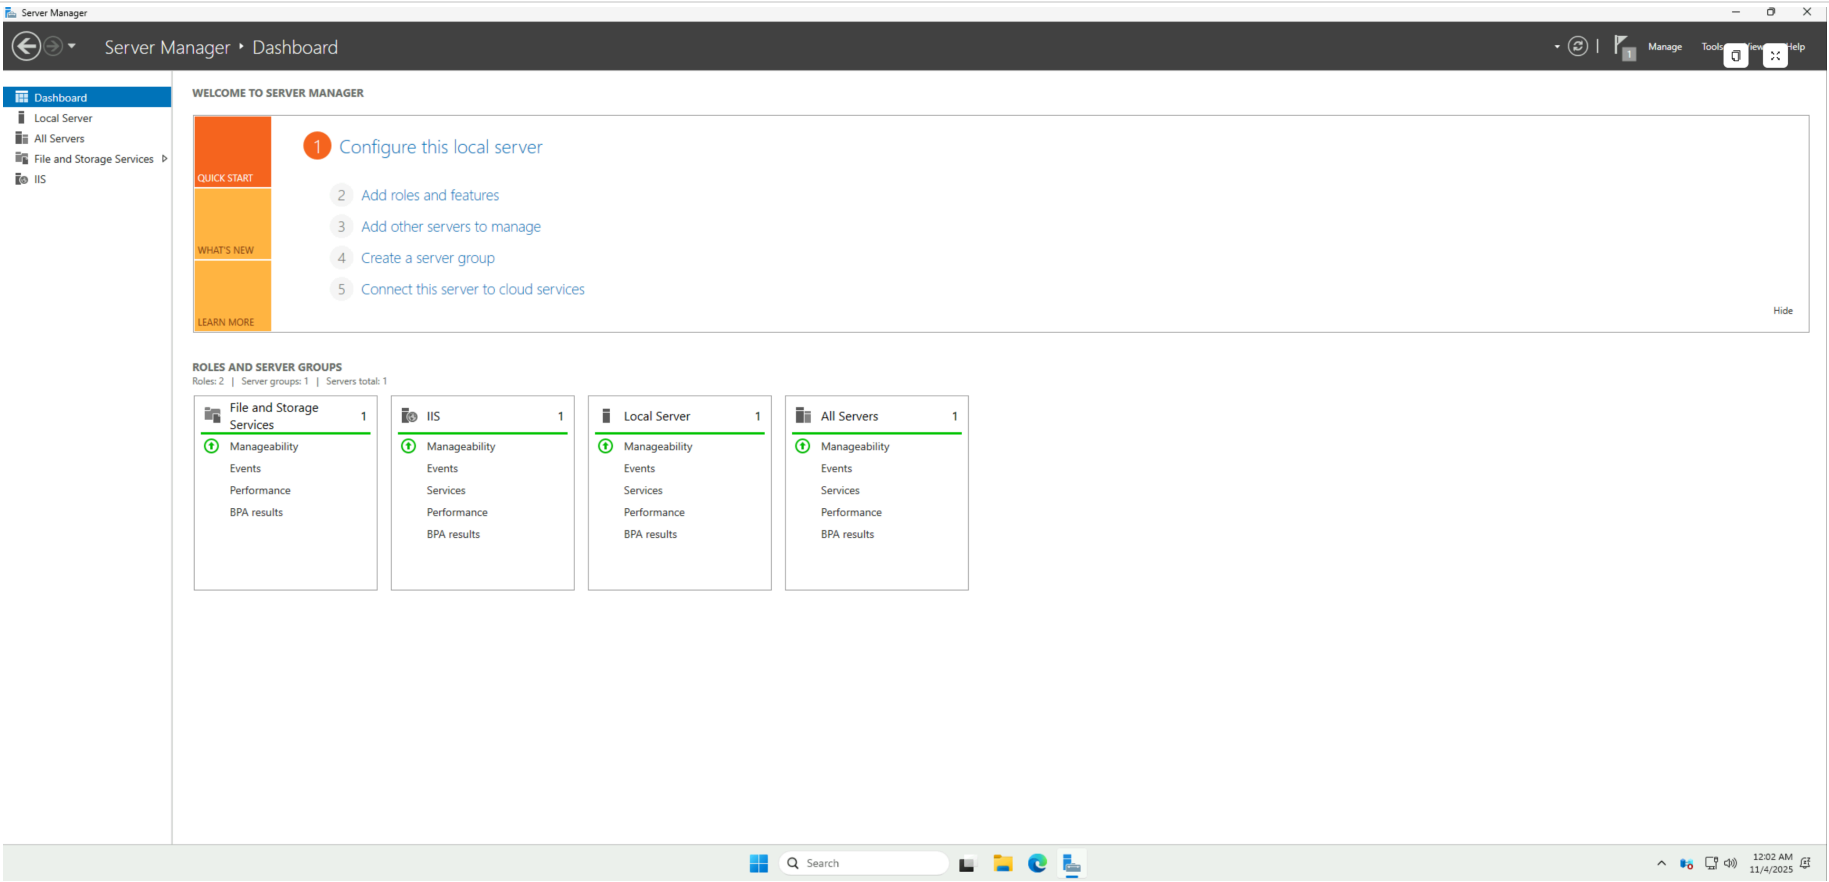 Server Manager
Server Manager ‣ Dashboard
1
Manage
Tools
View
Help
Dashboard
Local Server
All Servers
File and Storage Services
IIS
WELCOME TO SERVER MANAGER
QUICK START
WHAT'S NEW
LEARN MORE
1 Configure this local server
2 Add roles and features
3 Add other servers to manage
4 Create a server group
5 Connect this server to cloud services
Hide
ROLES AND SERVER GROUPS
Roles: 2 | Server groups: 1 | Servers total: 1
File and Storage
Services
1
Manageability
Events
Performance
BPA results
IIS 1
Manageability
Events
Services
Performance
BPA results
Local Server 1
Manageability
Events
Services
Performance
BPA results
All Servers 1
Manageability
Events
Services
Performance
BPA results
Search
12:02 AM
11/4/2025